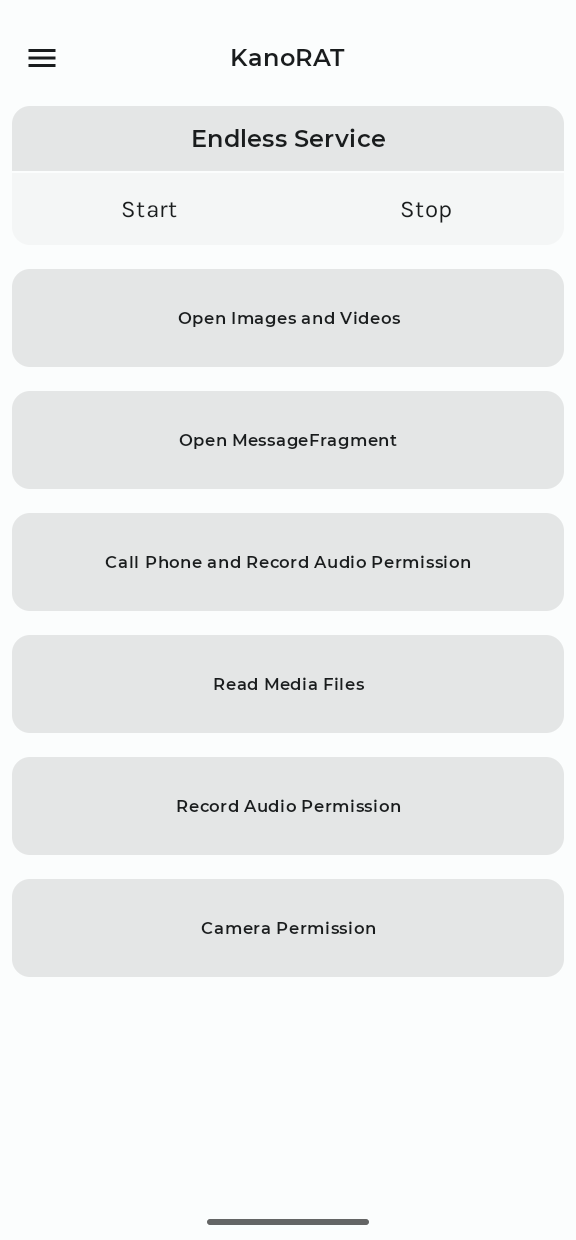 KanoRAT
Endless Service
Start
Stop
Open Images and Videos
Open MessageFragment
Call Phone and Record Audio Permission
Read Media Files
Record Audio Permission
Camera Permission